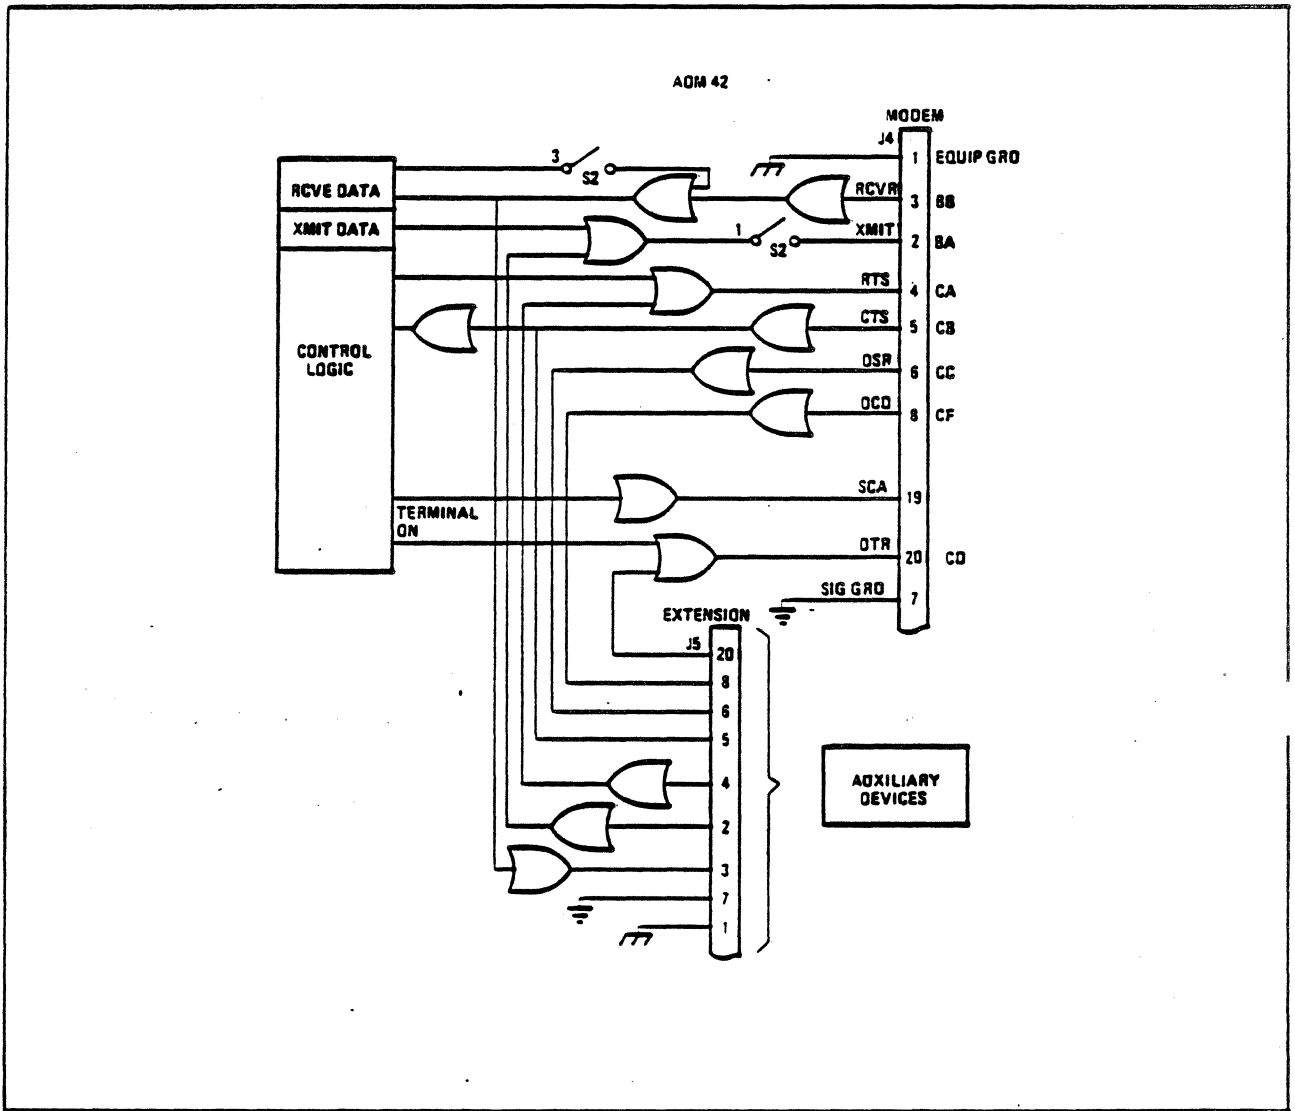 ADM 42
MODEM
J4
1 EQUIP GRD
3
S2
RCVE DATA
RCVR 3 BB
XMIT DATA
1
S2
XMIT 2 BA
RTS 4 CA
CTS 5 CB
CONTROL
LOGIC
DSR 6 CC
DCD 8 CF
SCA 19
TERMINAL
ON
DTR 20 CD
SIG GRD 7
EXTENSION
J5
20
8
6
5
4
2
3
7
1
AUXILIARY
DEVICES